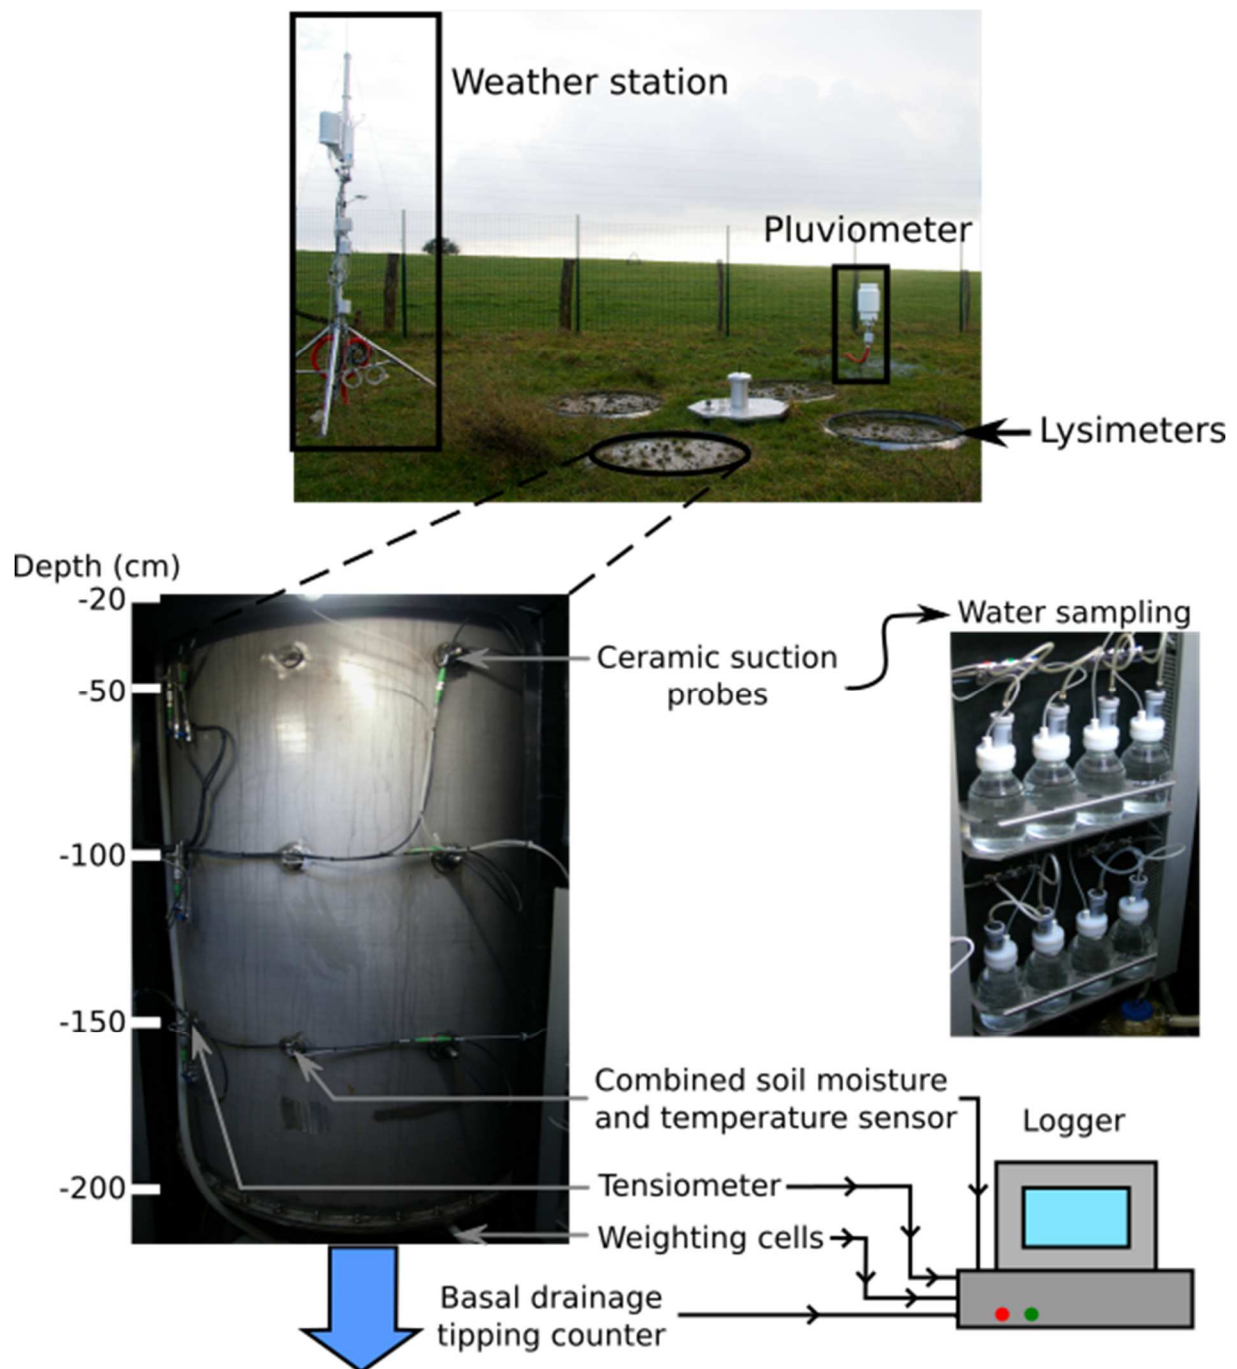 Weather station
Pluviometer
Lysimeters
Depth (cm)
-20
-50
-100
-150
-200
Ceramic suction
probes
Water sampling
Combined soil moisture
and temperature sensor
Logger
Tensiometer
Weighting cells
Basal drainage
tipping counter